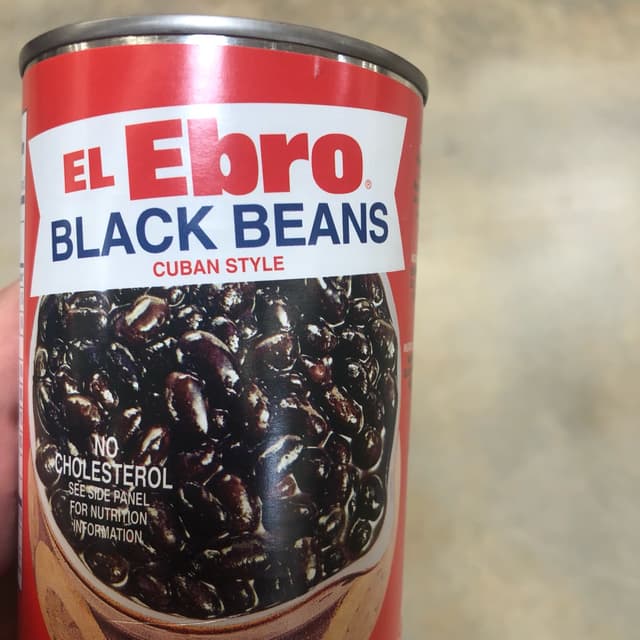 EL Ebro®
BLACK BEANS
CUBAN STYLE
NO
CHOLESTEROL
SEE SIDE PANEL
FOR NUTRITION
INFORMATION